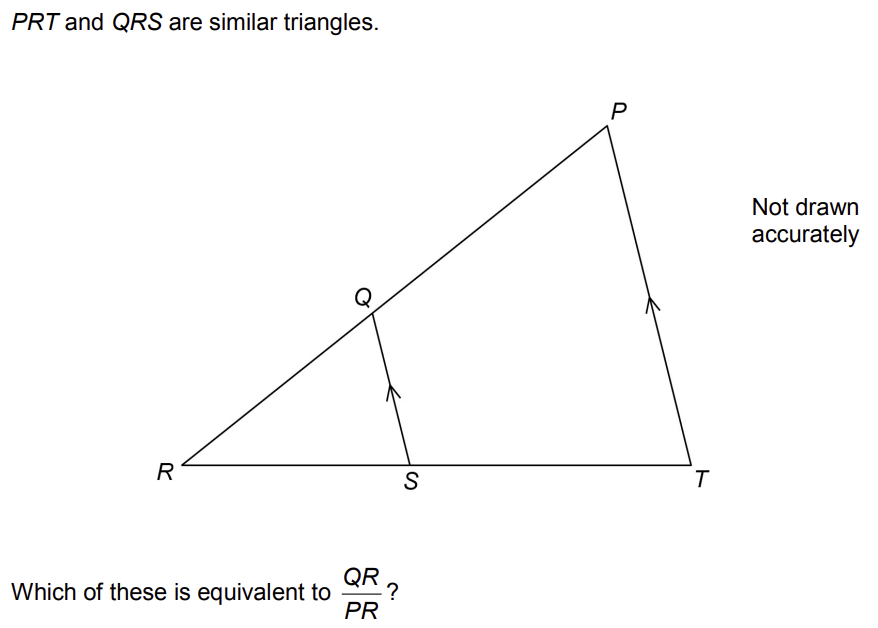 PRT and QRS are similar triangles.
P
Not drawn
accurately
Q
R
S
T
Which of these is equivalent to QR/PR?